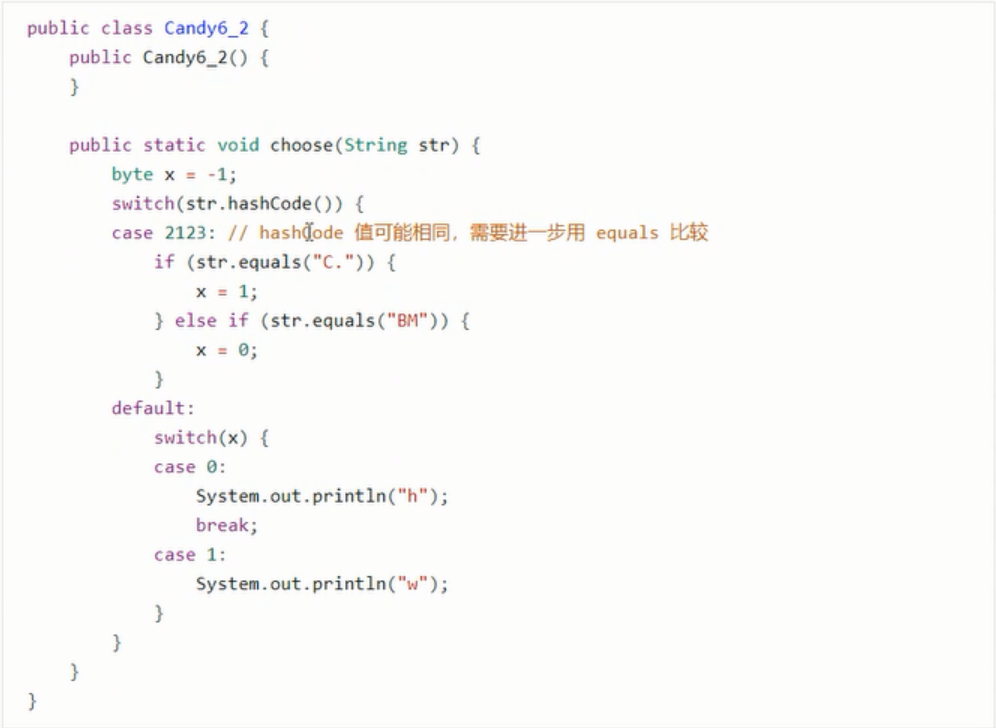 public class Candy6_2 {
    public Candy6_2() {
    }

    public static void choose(String str) {
        byte x = -1;
        switch(str.hashCode()) {
        case 2123: // hashCode 值可能相同，需要进一步用 equals 比较
            if (str.equals("C.")) {
                x = 1;
            } else if (str.equals("BM")) {
                x = 0;
            }
        default:
            switch(x) {
            case 0:
                System.out.println("h");
                break;
            case 1:
                System.out.println("w");
            }
        }
    }
}